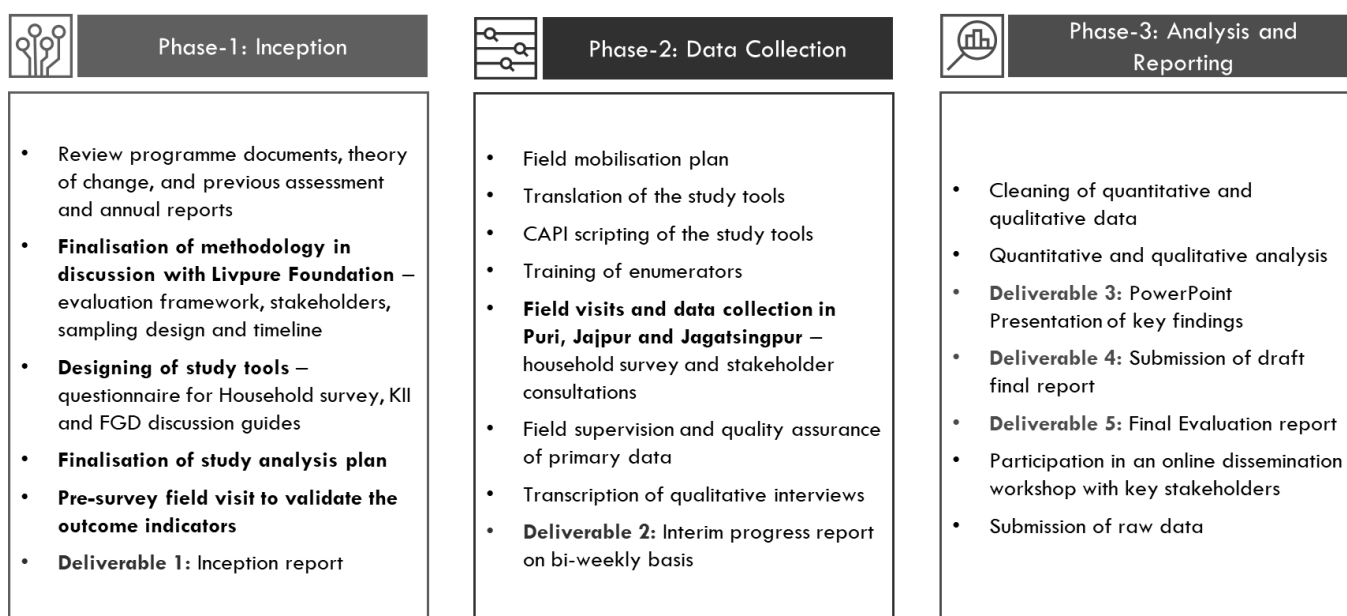 Phase-1: Inception
• Review programme documents, theory
of change, and previous assessment
and annual reports
• Finalisation of methodology in
discussion with Livpure Foundation –
evaluation framework, stakeholders,
sampling design and timeline
• Designing of study tools –
questionnaire for Household survey, KII
and FGD discussion guides
• Finalisation of study analysis plan
• Pre-survey field visit to validate the
outcome indicators
• Deliverable 1: Inception report
Phase-2: Data Collection
• Field mobilisation plan
• Translation of the study tools
• CAPI scripting of the study tools
• Training of enumerators
• Field visits and data collection in
Puri, Jajpur and Jagatsingpur –
household survey and stakeholder
consultations
• Field supervision and quality assurance
of primary data
• Transcription of qualitative interviews
• Deliverable 2: Interim progress report
on bi-weekly basis
Phase-3: Analysis and
Reporting
• Cleaning of quantitative and
qualitative data
• Quantitative and qualitative analysis
• Deliverable 3: PowerPoint
Presentation of key findings
• Deliverable 4: Submission of draft
final report
• Deliverable 5: Final Evaluation report
• Participation in an online dissemination
workshop with key stakeholders
• Submission of raw data